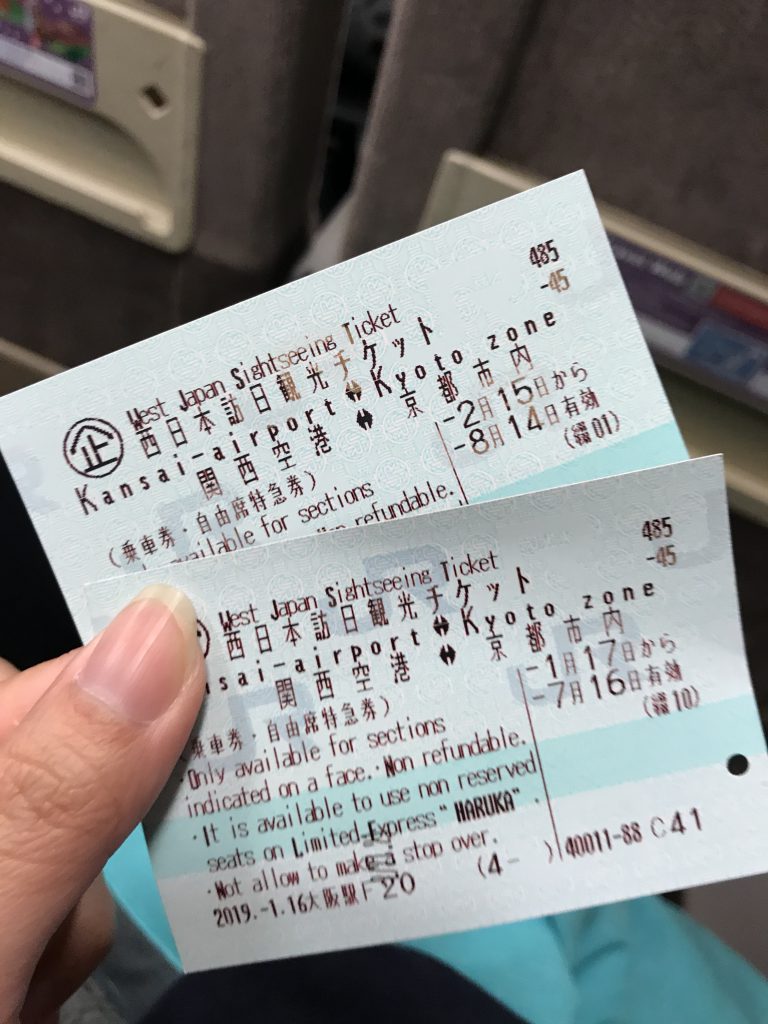 485
-45
企
West Japan Sightseeing Ticket
西日本訪日観光チケット
Kansai-airport ⬌ Kyoto zone
関西空港 ⬌ 京都市内
-2月15日から
-8月14日有効
(乗車券・自由席特急券)
available for sections
refundable.
485
-45
West Japan Sightseeing Ticket
西日本訪日観光チケット
nsai-airport ⬌ Kyoto zone
関西空港 ⬌ 京都市内
-1月17日から
-7月16日有効
乗車券・自由席特急券)
・Only available for sections
indicated on a face.・Non refundable.
・It is available to use non reserved
seats on Limited-Express "HARUKA".
・Not allow to make a stop over.
2019.-1.16大阪駅F20 (4- ) 40011-88 C41